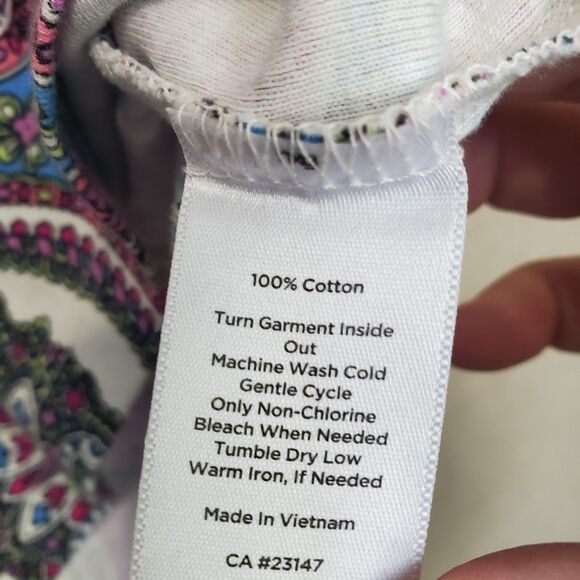 100% Cotton
Turn Garment Inside
Out
Machine Wash Cold
Gentle Cycle
Only Non-Chlorine
Bleach When Needed
Tumble Dry Low
Warm Iron, If Needed
Made In Vietnam
CA #23147